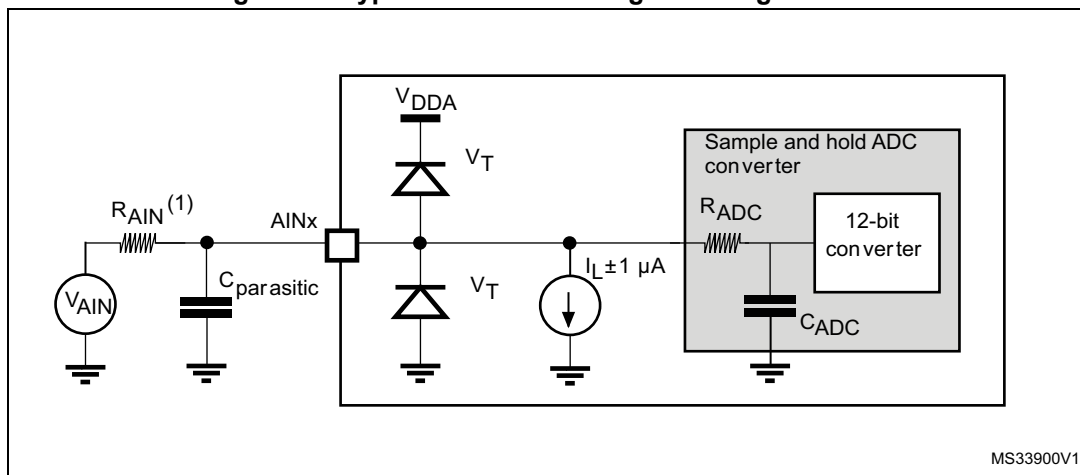 V_DDA
V_T
Sample and hold ADC
converter
R_AIN (1)
AINx
R_ADC
12-bit
converter
I_L±1 µA
V_AIN
C_parasitic
V_T
C_ADC
MS33900V1